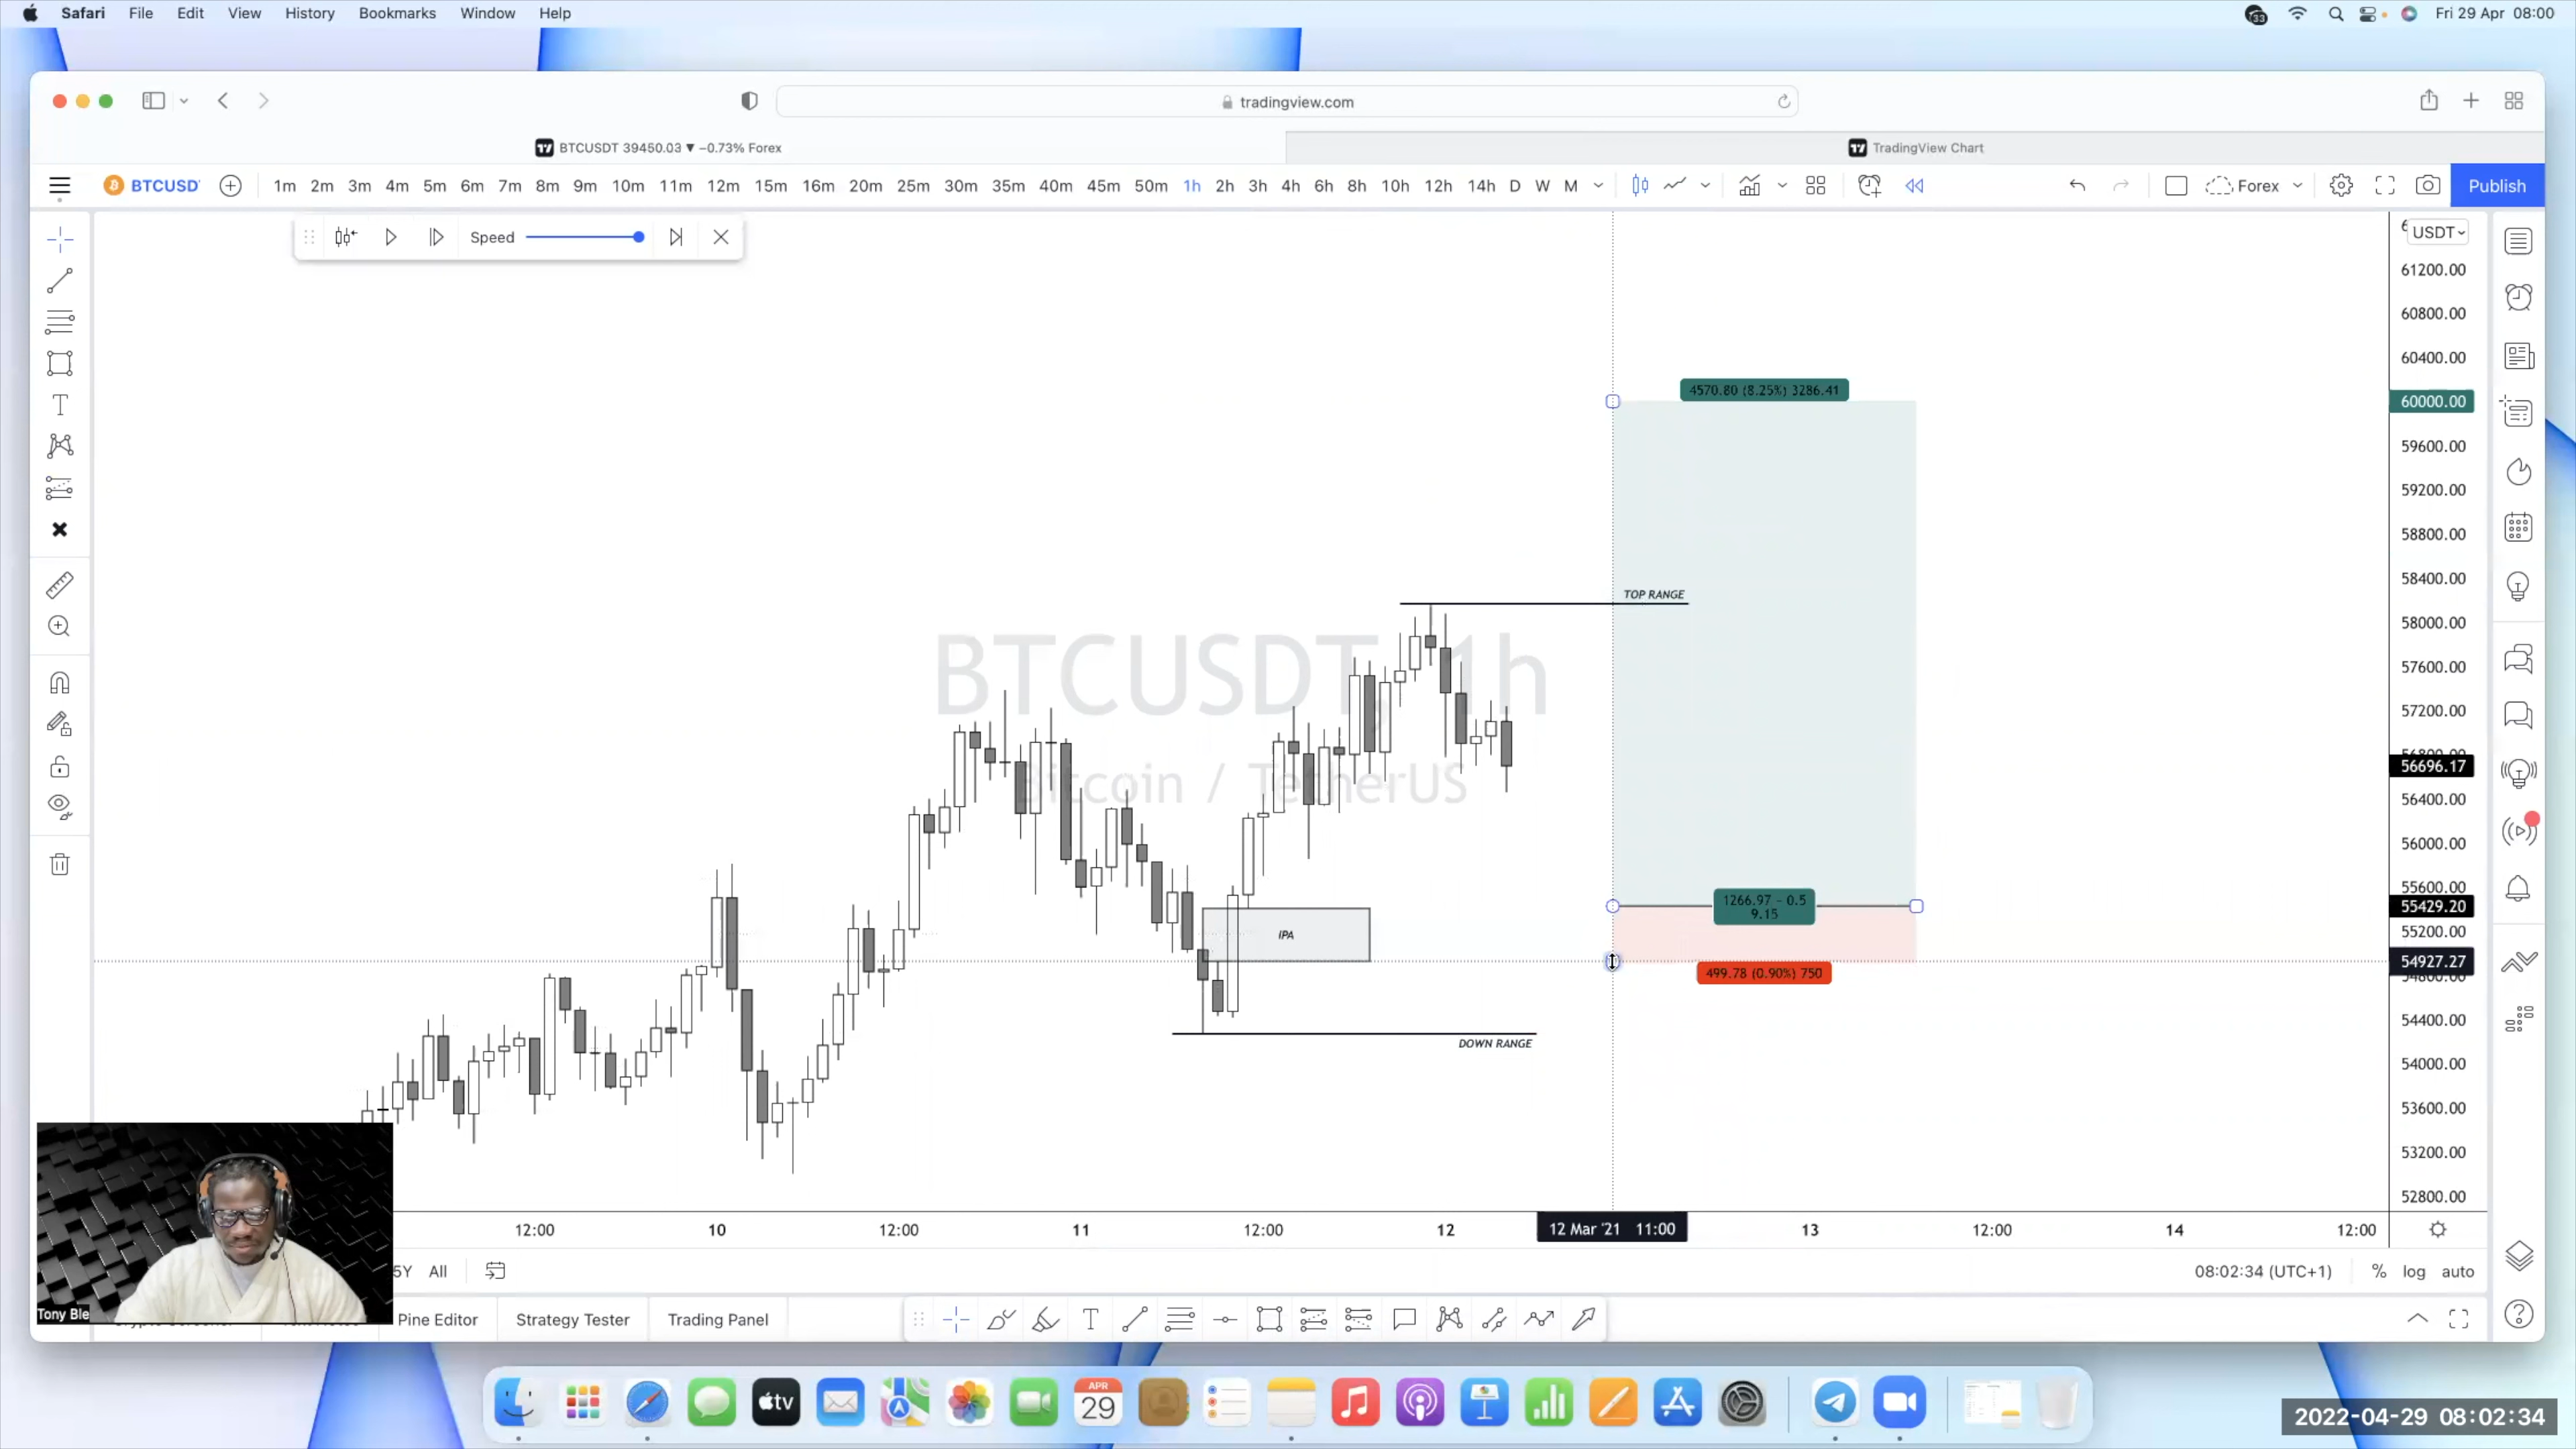 Safari File Edit View History Bookmarks Window Help
33
Fri 29 Apr 08:00
tradingview.com
BTCUSDT 39450.03 ▼ −0.73% Forex
TradingView Chart
BTCUSD 1m 2m 3m 4m 5m 6m 7m 8m 9m 10m 11m 12m 15m 16m 20m 25m 30m 35m 40m 45m 50m 1h 2h 3h 4h 6h 8h 10h 12h 14h D W M Forex Publish
Speed
USDT
61200.00
60800.00
60400.00
4570.80 (8.25%) 3286.41
60000.00
59600.00
59200.00
58800.00
58400.00
TOP RANGE
58000.00
BTCUSDT, 1h
57600.00
57200.00
56800.00
56696.17
Bitcoin / TetherUS
56400.00
56000.00
55600.00
1266.97 − 0.5
9.15
55429.20
55200.00
IPA
54927.27
499.78 (0.90%) 750
54800.00
54400.00
DOWN RANGE
54000.00
53600.00
53200.00
52800.00
12:00 10 12:00 11 12:00 12 12 Mar '21 11:00 13 12:00 14 12:00
5Y All
08:02:34 (UTC+1) % log auto
Tony Ble
Pine Editor Strategy Tester Trading Panel
tv
APR
29
2022-04-29 08:02:34